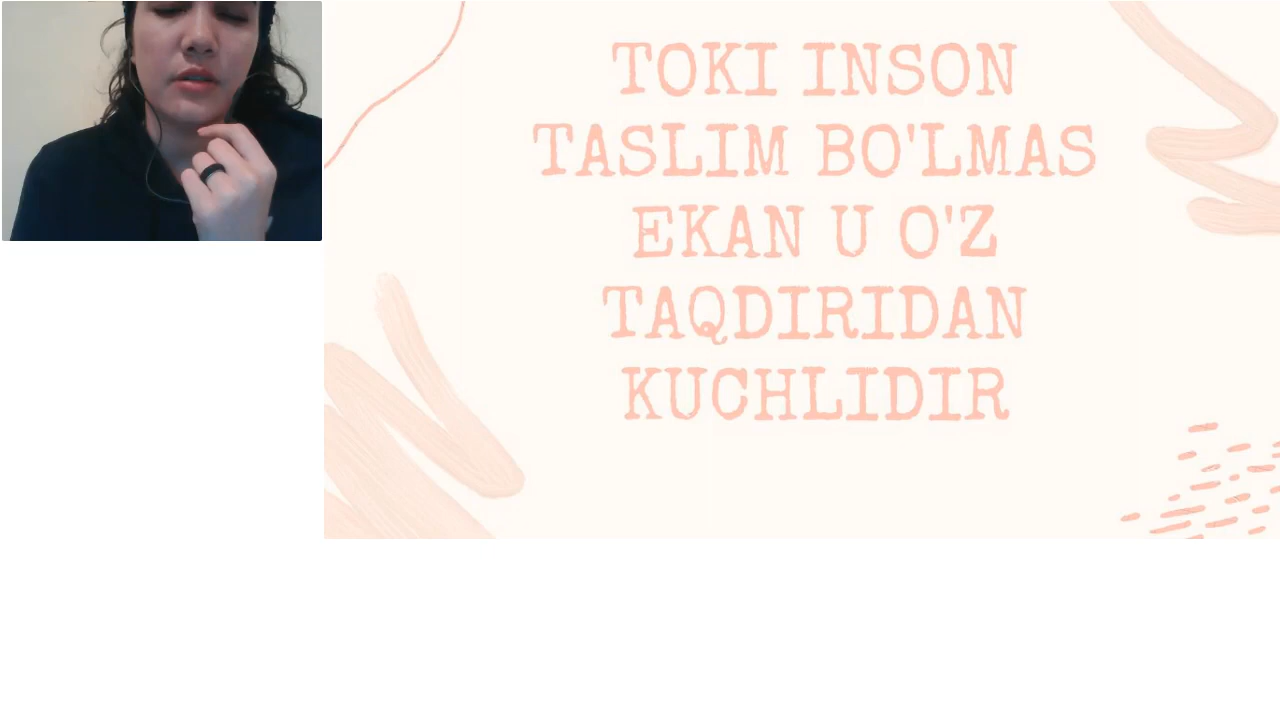 TOKI INSON
TASLIM BO'LMAS
EKAN U O'Z
TAQDIRIDAN
KUCHLIDIR